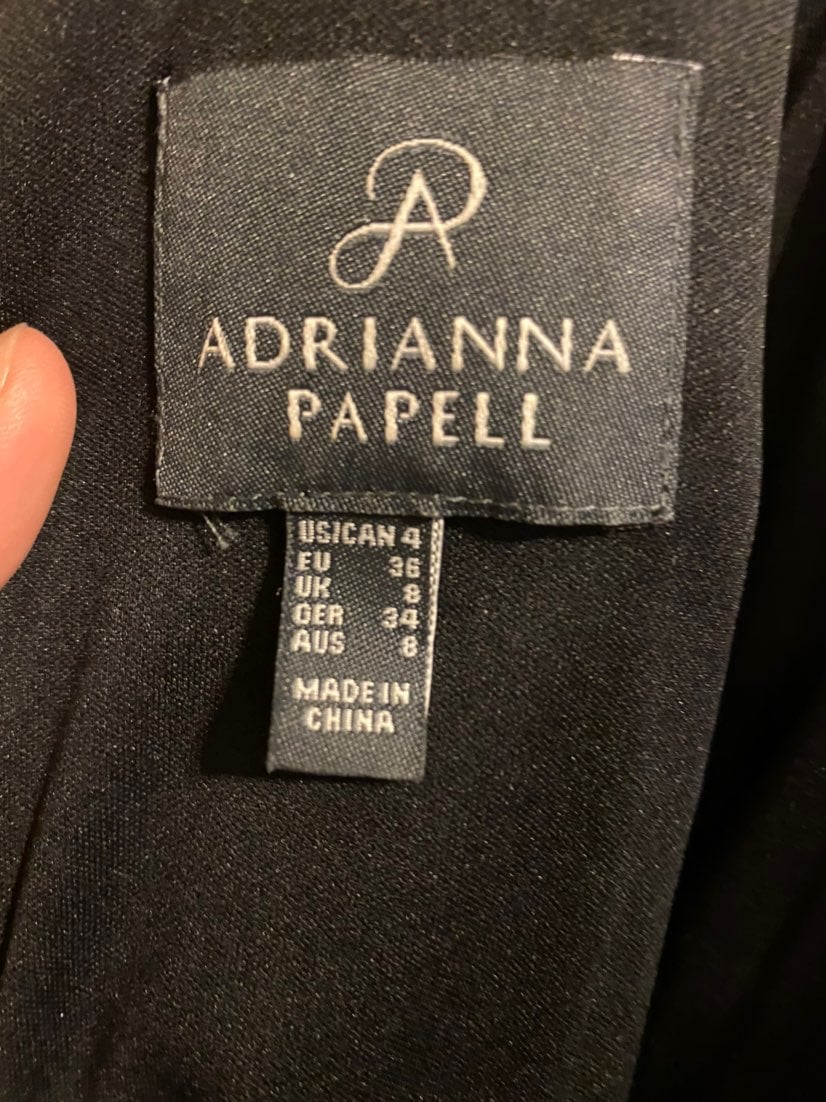 AP
ADRIANNA
PAPELL
US/CAN 4
EU 36
UK 8
GER 34
AUS 8
MADE IN
CHINA